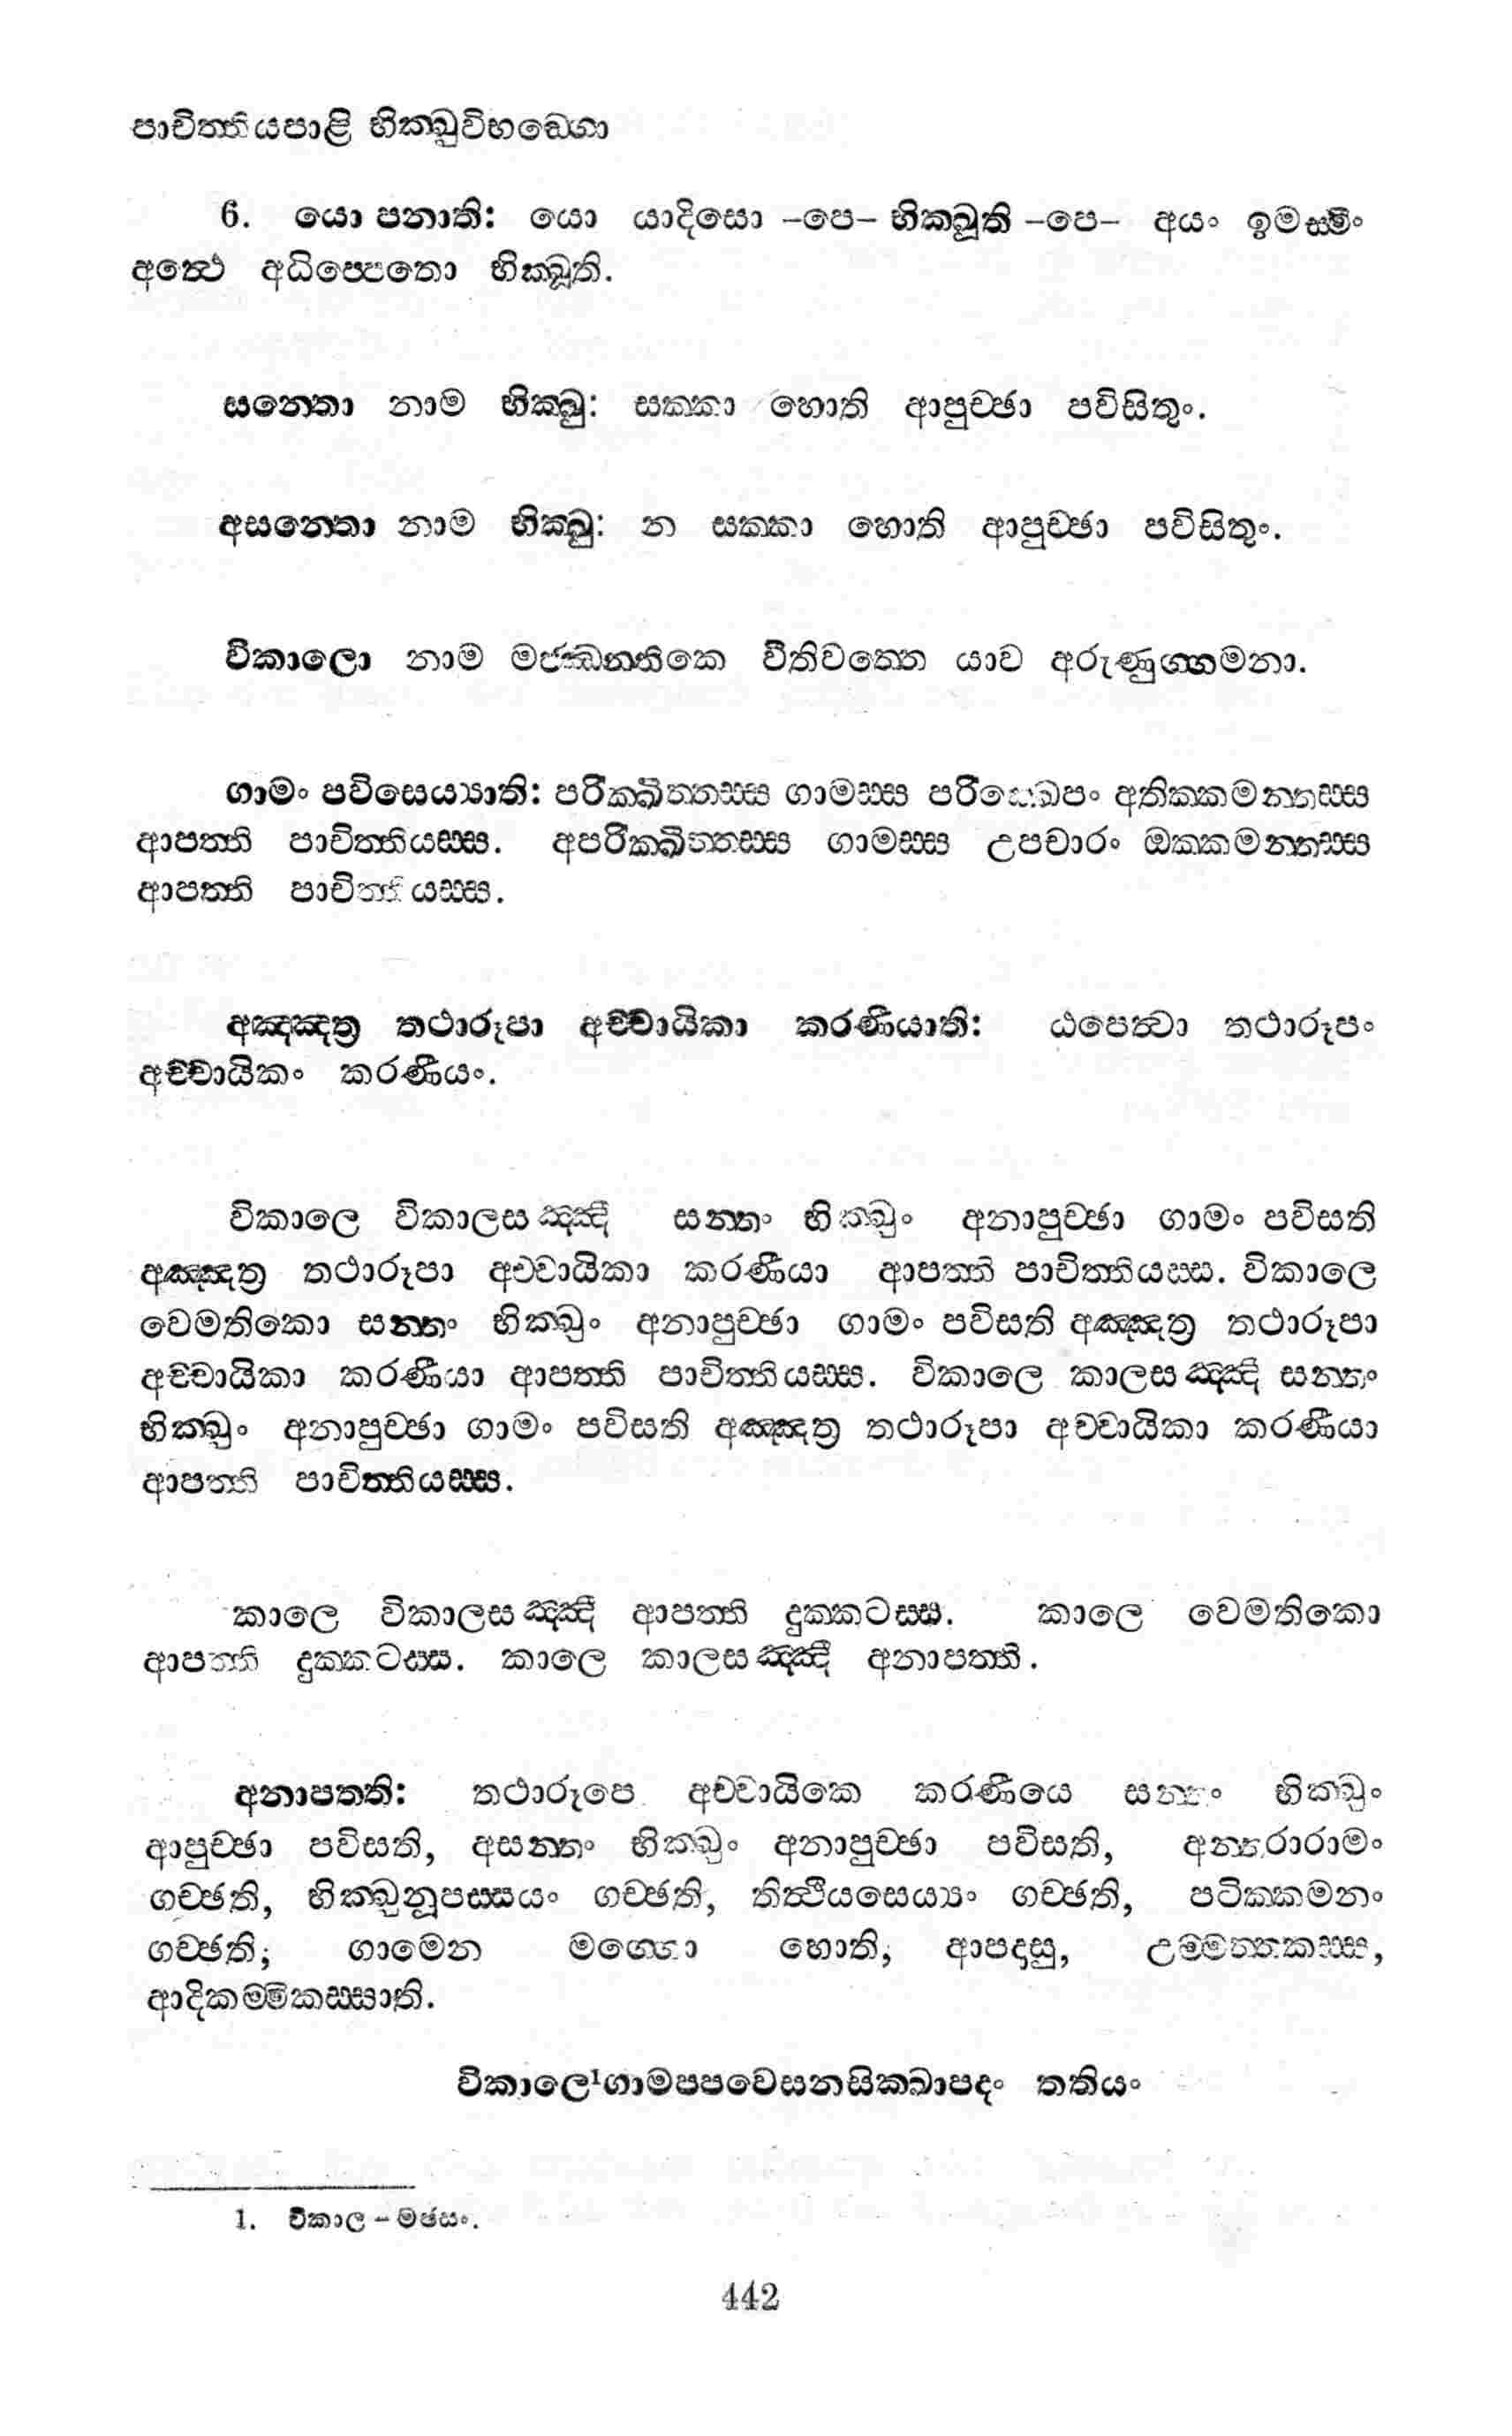 පාචිත්තියපාළි භික්ඛුවිභඞ්ගො
6. යො පනාති: යො යාදිසො –පෙ– භික්ඛූති –පෙ– අයං ඉමස්මිං
අත්ථෙ අධිප්පෙතො භික්ඛූති.
සන්තො නාම භික්ඛු: සක්කා හොති ආපුච්ඡා පවිසිතුං.
අසන්තො නාම භික්ඛු: න සක්කා හොති ආපුච්ඡා පවිසිතුං.
විකාලො නාම මජ්ඣන්තිකෙ වීතිවත්තෙ යාව අරුණුග්ගමනා.
ගාමං පවිසෙය්‍යාති: පරික්ඛිත්තස්ස ගාමස්ස පරික්ඛෙපං අතික්කමන්තස්ස
ආපත්ති පාචිත්තියස්ස. අපරික්ඛිත්තස්ස ගාමස්ස උපචාරං ඔක්කමන්තස්ස
ආපත්ති පාචිත්තියස්ස.
අඤ්ඤත්‍ර තථාරූපා අච්චායිකා කරණීයාති: ඨපෙත්වා තථාරූපං
අච්චායිකං කරණීයං.
විකාලෙ විකාලසඤ්ඤී සන්තං භික්ඛුං අනාපුච්ඡා ගාමං පවිසති
අඤ්ඤත්‍ර තථාරූපා අච්චායිකා කරණීයා ආපත්ති පාචිත්තියස්ස. විකාලෙ
වෙමතිකො සන්තං භික්ඛුං අනාපුච්ඡා ගාමං පවිසති අඤ්ඤත්‍ර තථාරූපා
අච්චායිකා කරණීයා ආපත්ති පාචිත්තියස්ස. විකාලෙ කාලසඤ්ඤි සන්තං
භික්ඛුං අනාපුච්ඡා ගාමං පවිසති අඤ්ඤත්‍ර තථාරූපා අච්චායිකා කරණීයා
ආපත්ති පාචිත්තියස්ස.
කාලෙ විකාලසඤ්ඤී ආපත්ති දුක්කටස්ස. කාලෙ වෙමතිකො
ආපත්ති දුක්කටස්ස. කාලෙ කාලසඤ්ඤී අනාපත්ති.
අනාපත්ති: තථාරූපෙ අච්චායිකෙ කරණීයෙ සන්තං භික්ඛුං
ආපුච්ඡා පවිසති, අසන්තං භික්ඛුං අනාපුච්ඡා පවිසති, අන්තරාරාමං
ගච්ඡති, භික්ඛුනූපස්සයං ගච්ඡති, තිත්ථියසෙය්‍යං ගච්ඡති, පටික්කමනං
ගච්ඡති; ගාමෙන මග්ගො හොති, ආපදාසු, උම්මත්තකස්ස,
ආදිකම්මිකස්සාති.
විකාලෙ¹ගාමප්පවෙසනසික්ඛාපදං තතියං
1. විකාල – මඡසං.
442